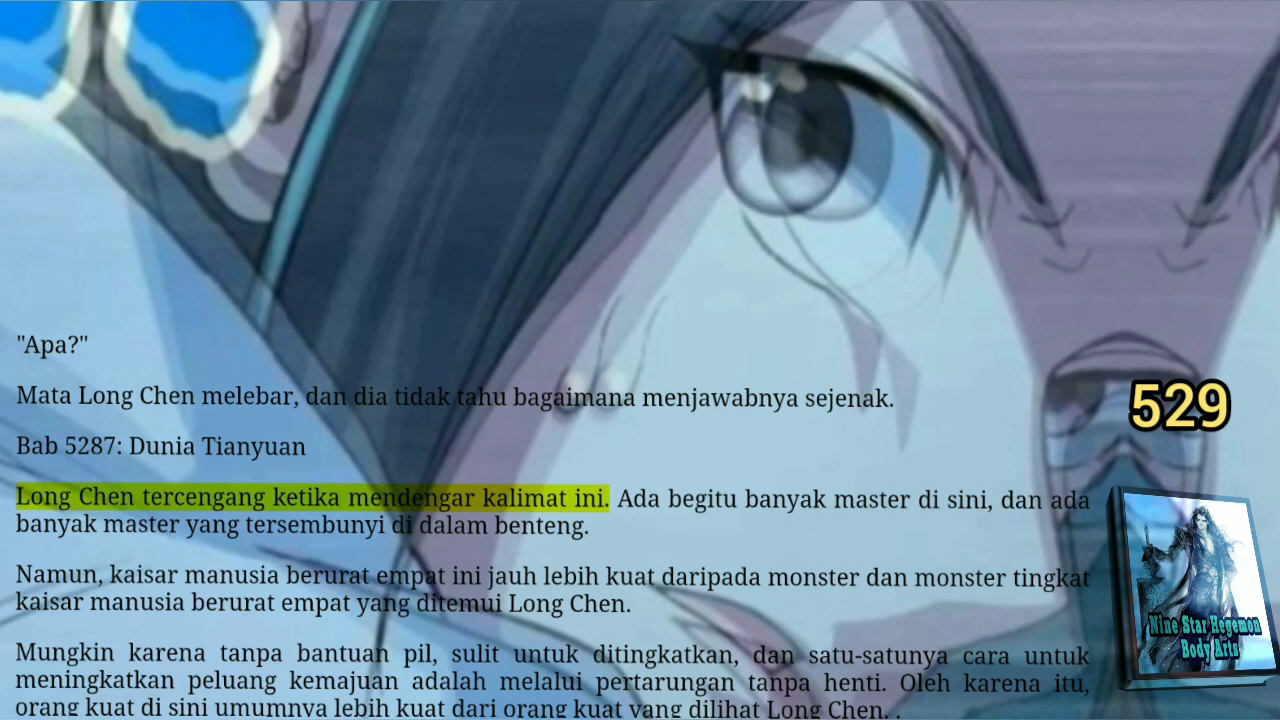 "Apa?"
Mata Long Chen melebar, dan dia tidak tahu bagaimana menjawabnya sejenak.
529
Bab 5287: Dunia Tianyuan
Long Chen tercengang ketika mendengar kalimat ini. Ada begitu banyak master di sini, dan ada
banyak master yang tersembunyi di dalam benteng.
Namun, kaisar manusia berurat empat ini jauh lebih kuat daripada monster dan monster tingkat
kaisar manusia berurat empat yang ditemui Long Chen.
Mungkin karena tanpa bantuan pil, sulit untuk ditingkatkan, dan satu-satunya cara untuk
meningkatkan peluang kemajuan adalah melalui pertarungan tanpa henti. Oleh karena itu,
orang kuat di sini umumnya lebih kuat dari orang kuat yang dilihat Long Chen. .
Nine Star Hegemon
Body Arts